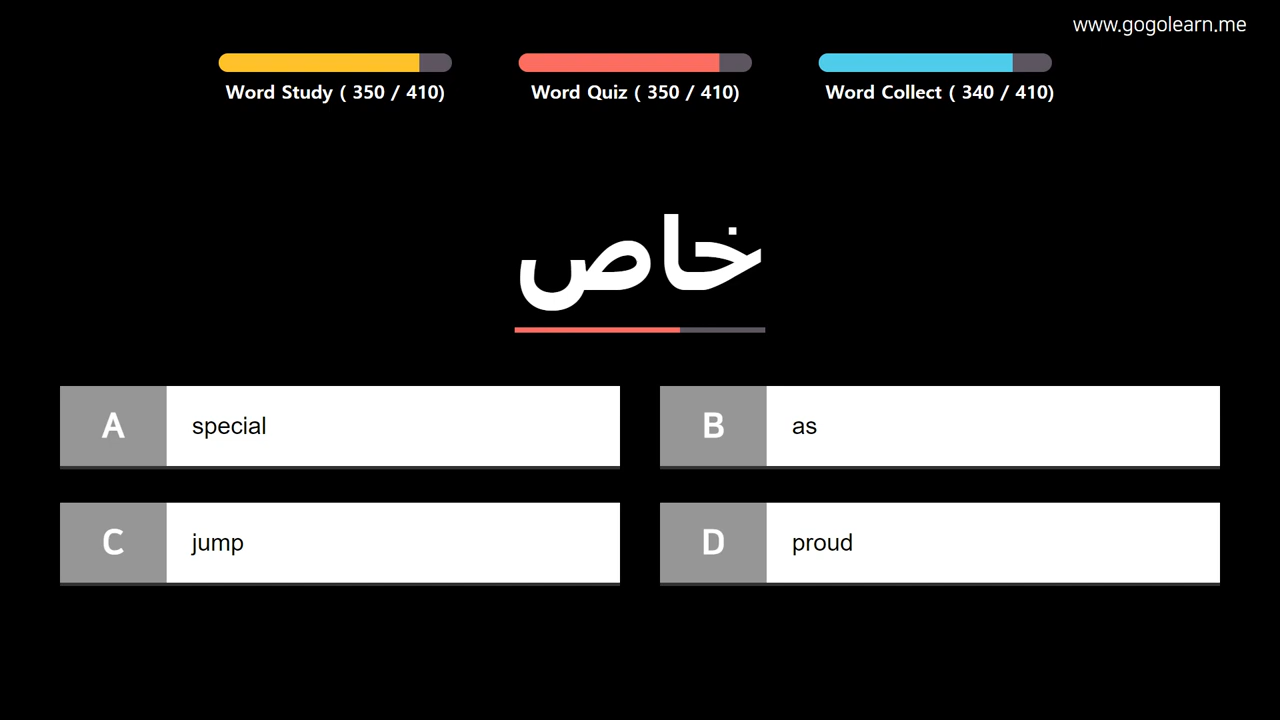 www.gogolearn.me
Word Study ( 350 / 410)
Word Quiz ( 350 / 410)
Word Collect ( 340 / 410)
خاص
A special
B as
C jump
D proud